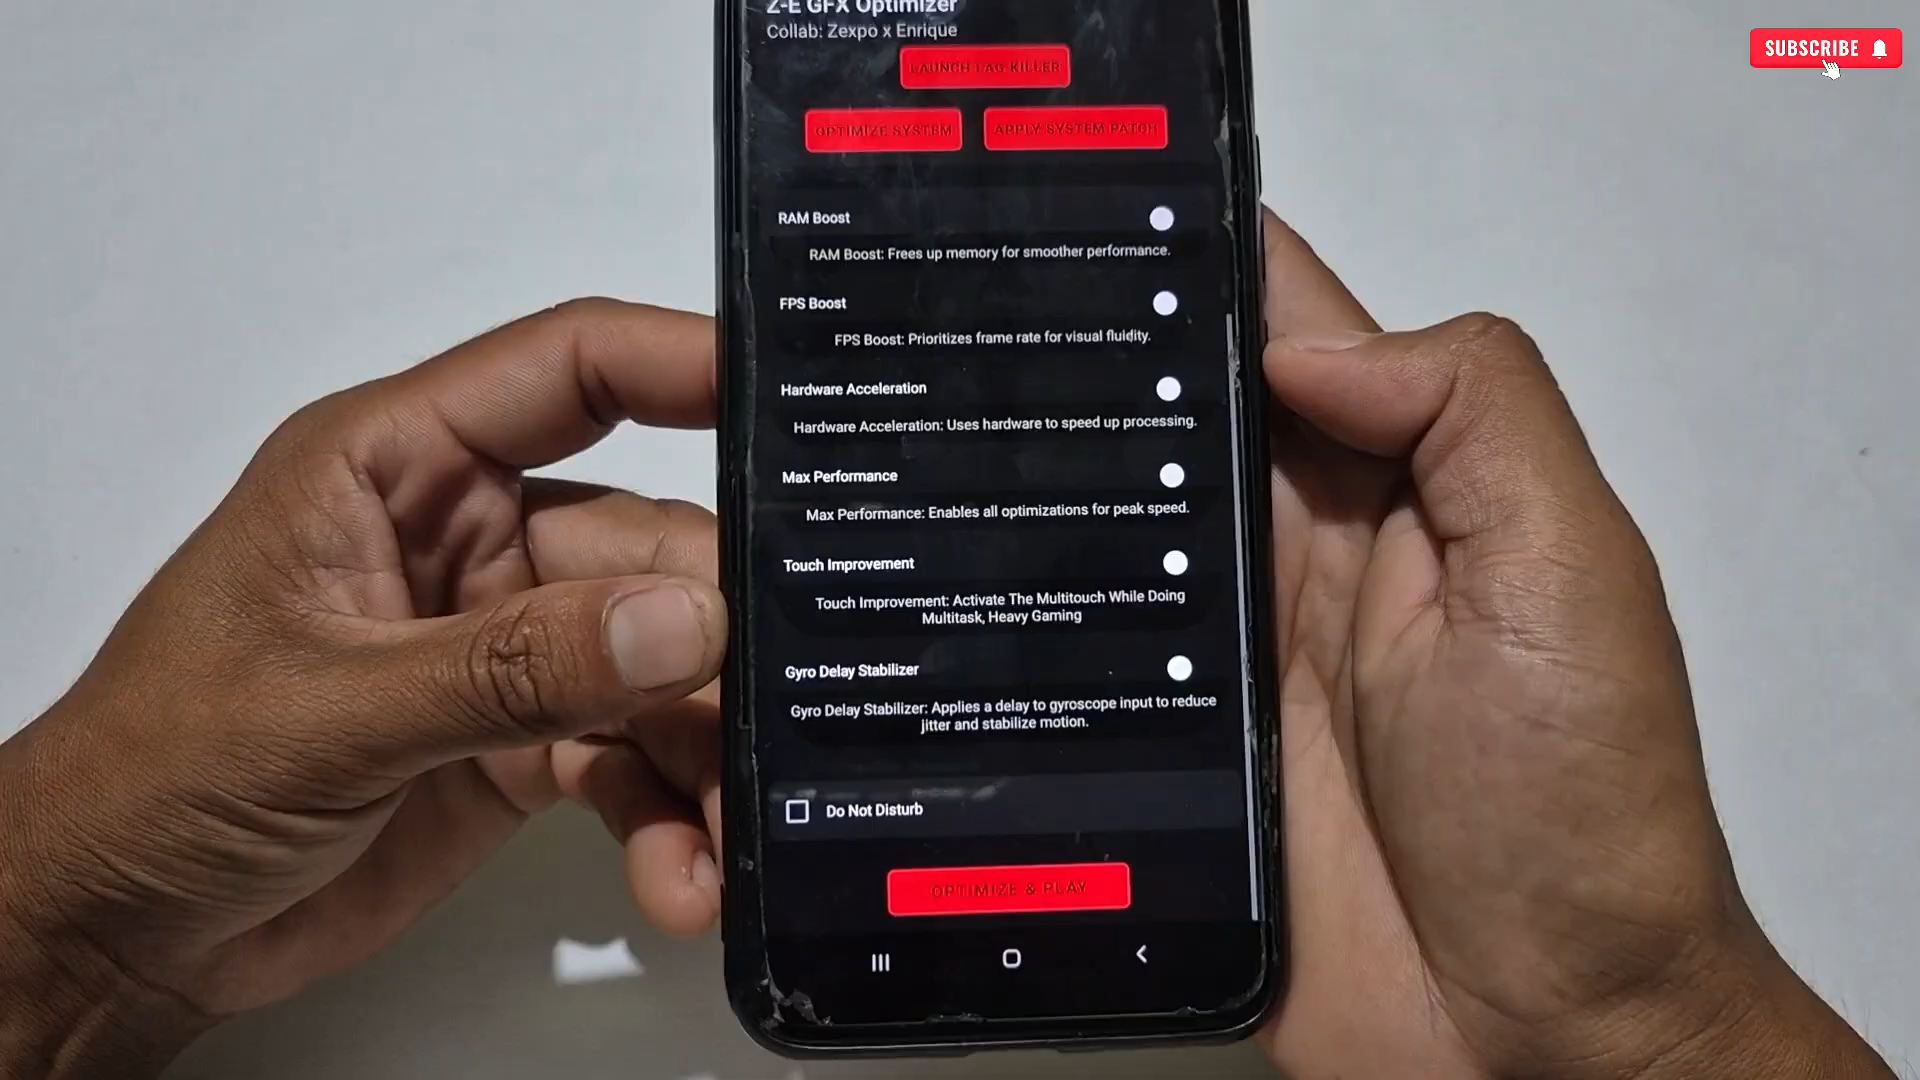 Z-E GFX Optimizer
SUBSCRIBE
Collab: Zexpo x Enrique
LAUNCH LAG KILLER
OPTIMIZE SYSTEM
APPLY SYSTEM PATCH
RAM Boost
RAM Boost: Frees up memory for smoother performance.
FPS Boost
FPS Boost: Prioritizes frame rate for visual fluidity.
Hardware Acceleration
Hardware Acceleration: Uses hardware to speed up processing.
Max Performance
Max Performance: Enables all optimizations for peak speed.
Touch Improvement
Touch Improvement: Activate The Multitouch While Doing
Multitask, Heavy Gaming
Gyro Delay Stabilizer
Gyro Delay Stabilizer: Applies a delay to gyroscope input to reduce
jitter and stabilize motion.
Do Not Disturb
OPTIMIZE & PLAY